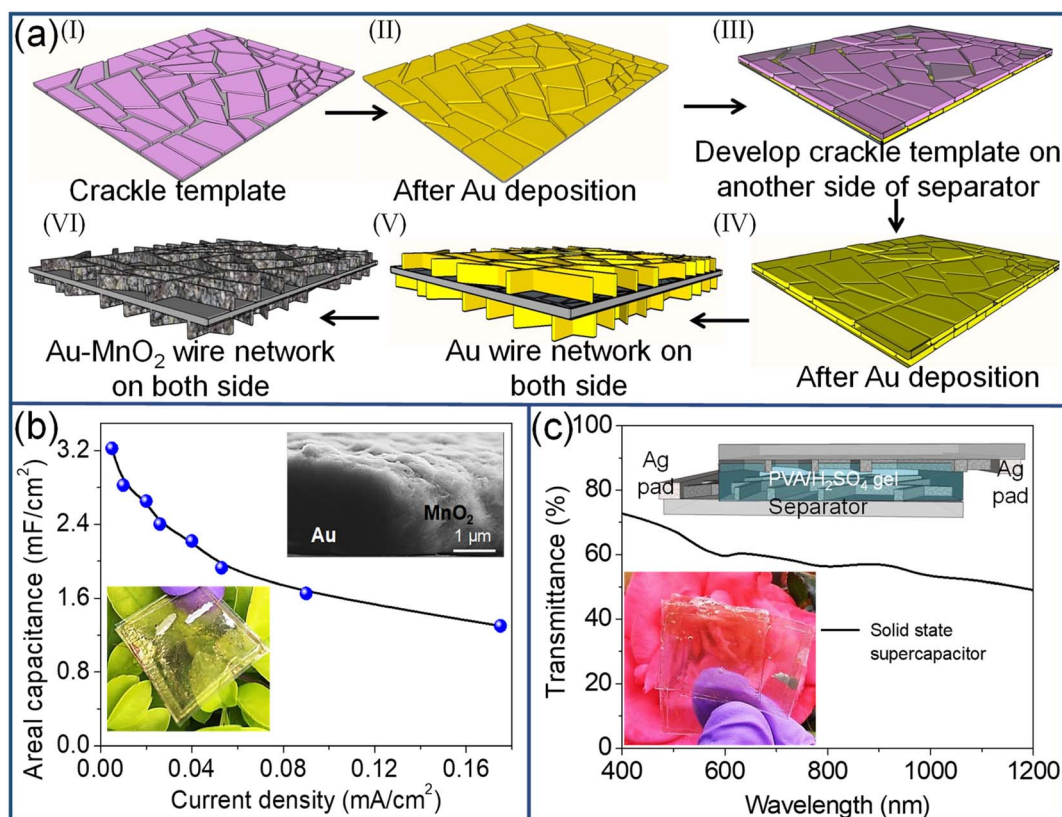 (a)
(I)
(II)
(III)
Crackle template
After Au deposition
Develop crackle template on
another side of separator
(VI)
(V)
(IV)
Au-MnO₂ wire network
on both side
Au wire network on
both side
After Au deposition
(b)
Areal capacitance (mF/cm²)
3.2
2.4
1.6
0.8
0.0
Au
MnO₂
1 µm
0.00
0.04
0.08
0.12
0.16
Current density (mA/cm²)
(c)
Transmittance (%)
100
80
60
40
20
0
Ag
pad
PVA/H₂SO₄ gel
Separator
Ag
pad
Solid state
supercapacitor
400
600
800
1000
1200
Wavelength (nm)